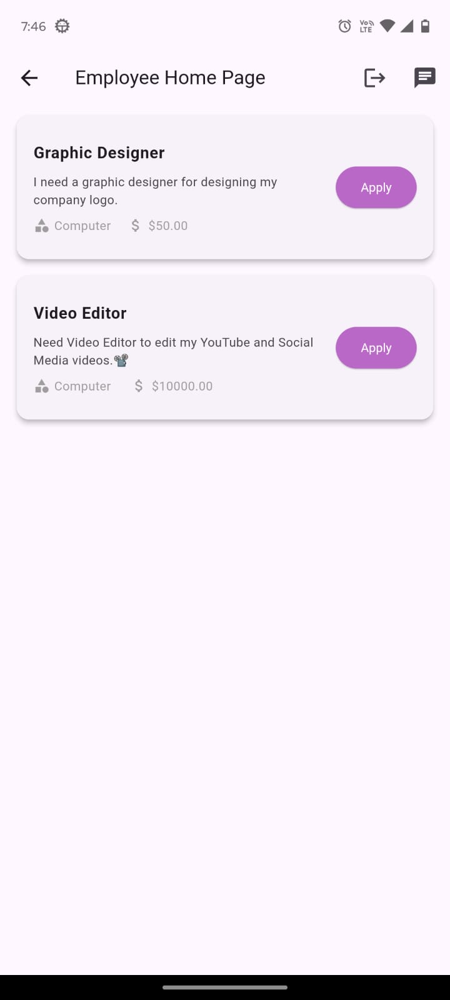 7:46
Vo LTE
Employee Home Page
Graphic Designer
I need a graphic designer for designing my
company logo.
Computer $ $50.00
Apply
Video Editor
Need Video Editor to edit my YouTube and Social
Media videos.📽️
Computer $ $10000.00
Apply